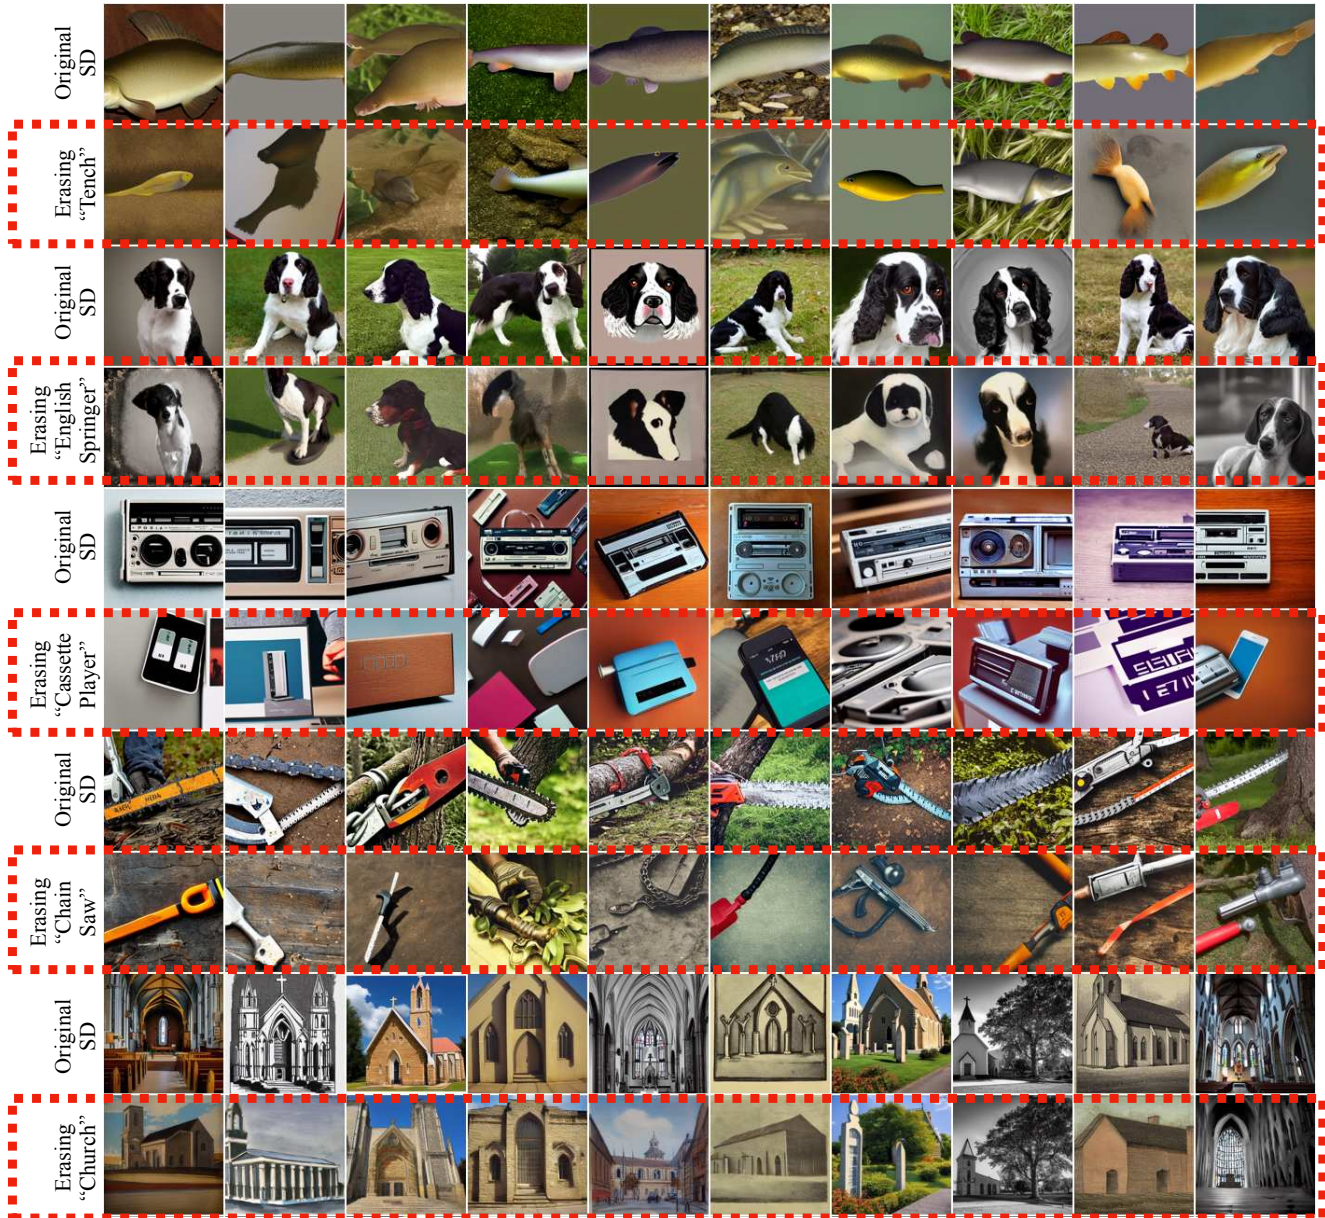 Original
SD
Erasing
“Tench”
Original
SD
Erasing
“English
Springer”
Original
SD
Erasing
“Cassette
Player”
Original
SD
Erasing
“Chain
Saw”
Original
SD
Erasing
“Church”